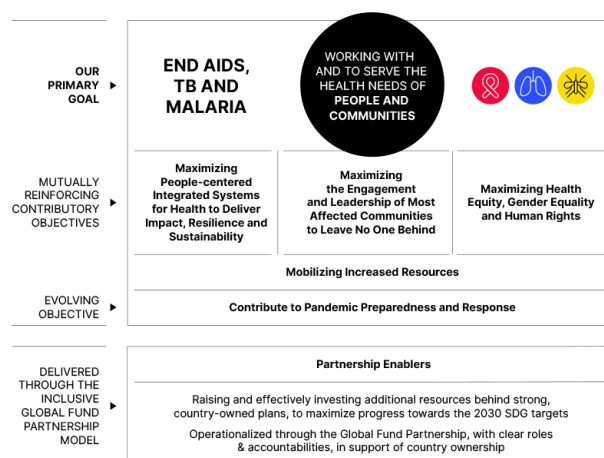 OUR
PRIMARY
GOAL
END AIDS,
TB AND
MALARIA
WORKING WITH
AND TO SERVE THE
HEALTH NEEDS OF
PEOPLE AND
COMMUNITIES
MUTUALLY
REINFORCING
CONTRIBUTORY
OBJECTIVES
Maximizing
People-centered
Integrated Systems
for Health to Deliver
Impact, Resilience and
Sustainability
Maximizing
the Engagement
and Leadership of Most
Affected Communities
to Leave No One Behind
Maximizing Health
Equity, Gender Equality
and Human Rights
Mobilizing Increased Resources
EVOLVING
OBJECTIVE
Contribute to Pandemic Preparedness and Response
DELIVERED
THROUGH THE
INCLUSIVE
GLOBAL FUND
PARTNERSHIP
MODEL
Partnership Enablers
Raising and effectively investing additional resources behind strong,
country-owned plans, to maximize progress towards the 2030 SDG targets
Operationalized through the Global Fund Partnership, with clear roles
& accountabilities, in support of country ownership